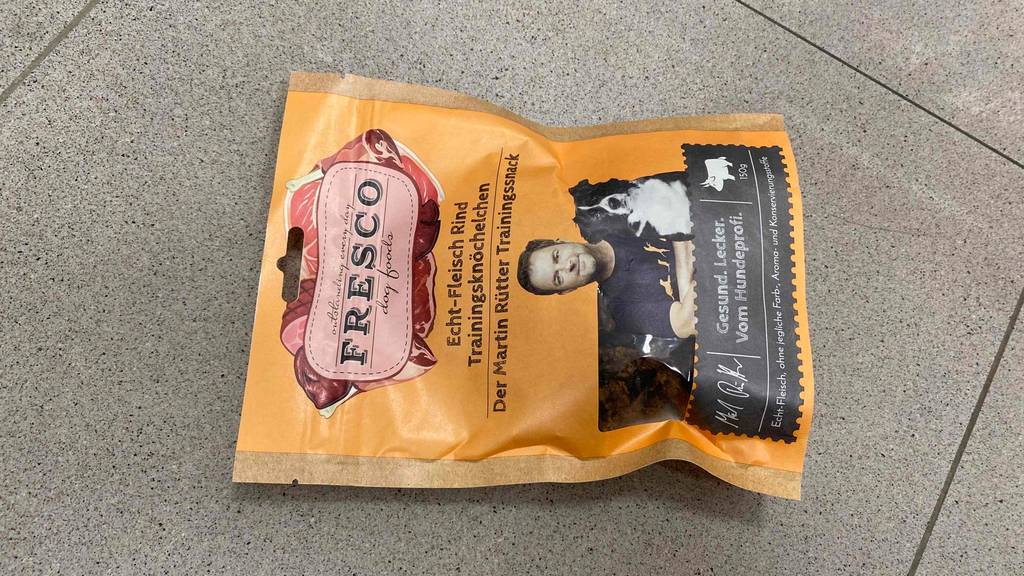 outstanding every day
FRESCO
dog foods
Echt-Fleisch Rind
Trainingsknöchelchen
Der Martin Rütter Trainingssnack
Gesund. Lecker.
Vom Hundeprofi.
150g
Echt-Fleisch, ohne jegliche Farb-, Aroma- und Konservierungsstoffe